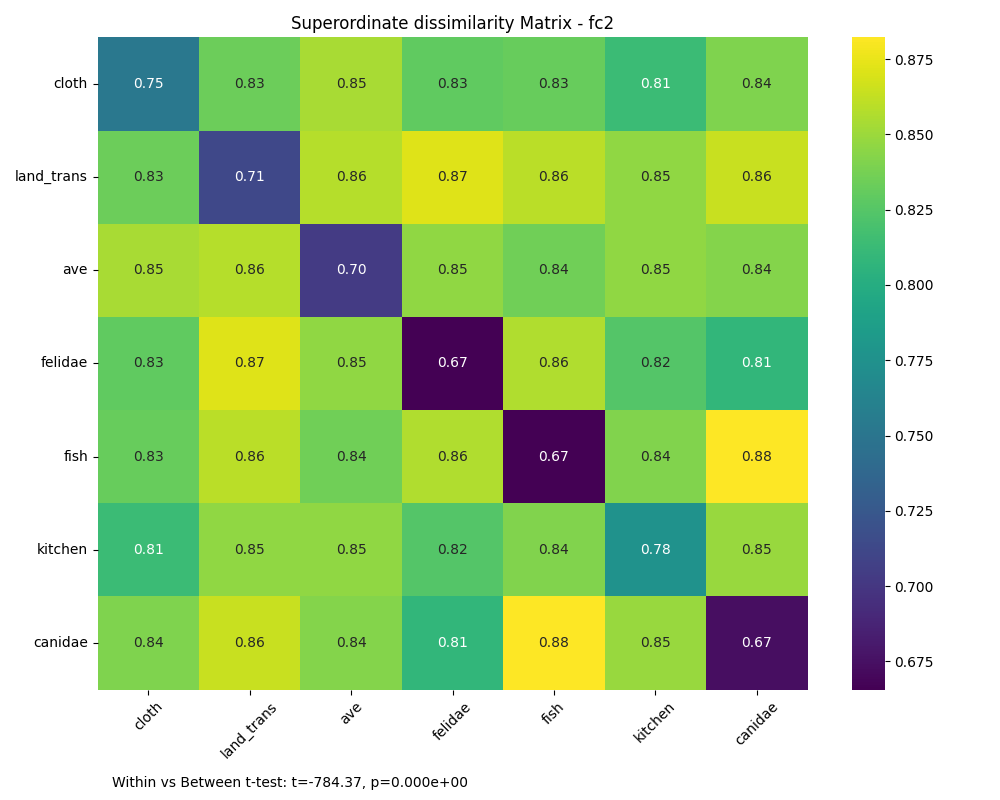 Superordinate dissimilarity Matrix - fc2
cloth 0.75 0.83 0.85 0.83 0.83 0.81 0.84
land_trans 0.83 0.71 0.86 0.87 0.86 0.85 0.86
ave 0.85 0.86 0.70 0.85 0.84 0.85 0.84
felidae 0.83 0.87 0.85 0.67 0.86 0.82 0.81
fish 0.83 0.86 0.84 0.86 0.67 0.84 0.88
kitchen 0.81 0.85 0.85 0.82 0.84 0.78 0.85
canidae 0.84 0.86 0.84 0.81 0.88 0.85 0.67
cloth land_trans ave felidae fish kitchen canidae
0.875
0.850
0.825
0.800
0.775
0.750
0.725
0.700
0.675
Within vs Between t-test: t=-784.37, p=0.000e+00